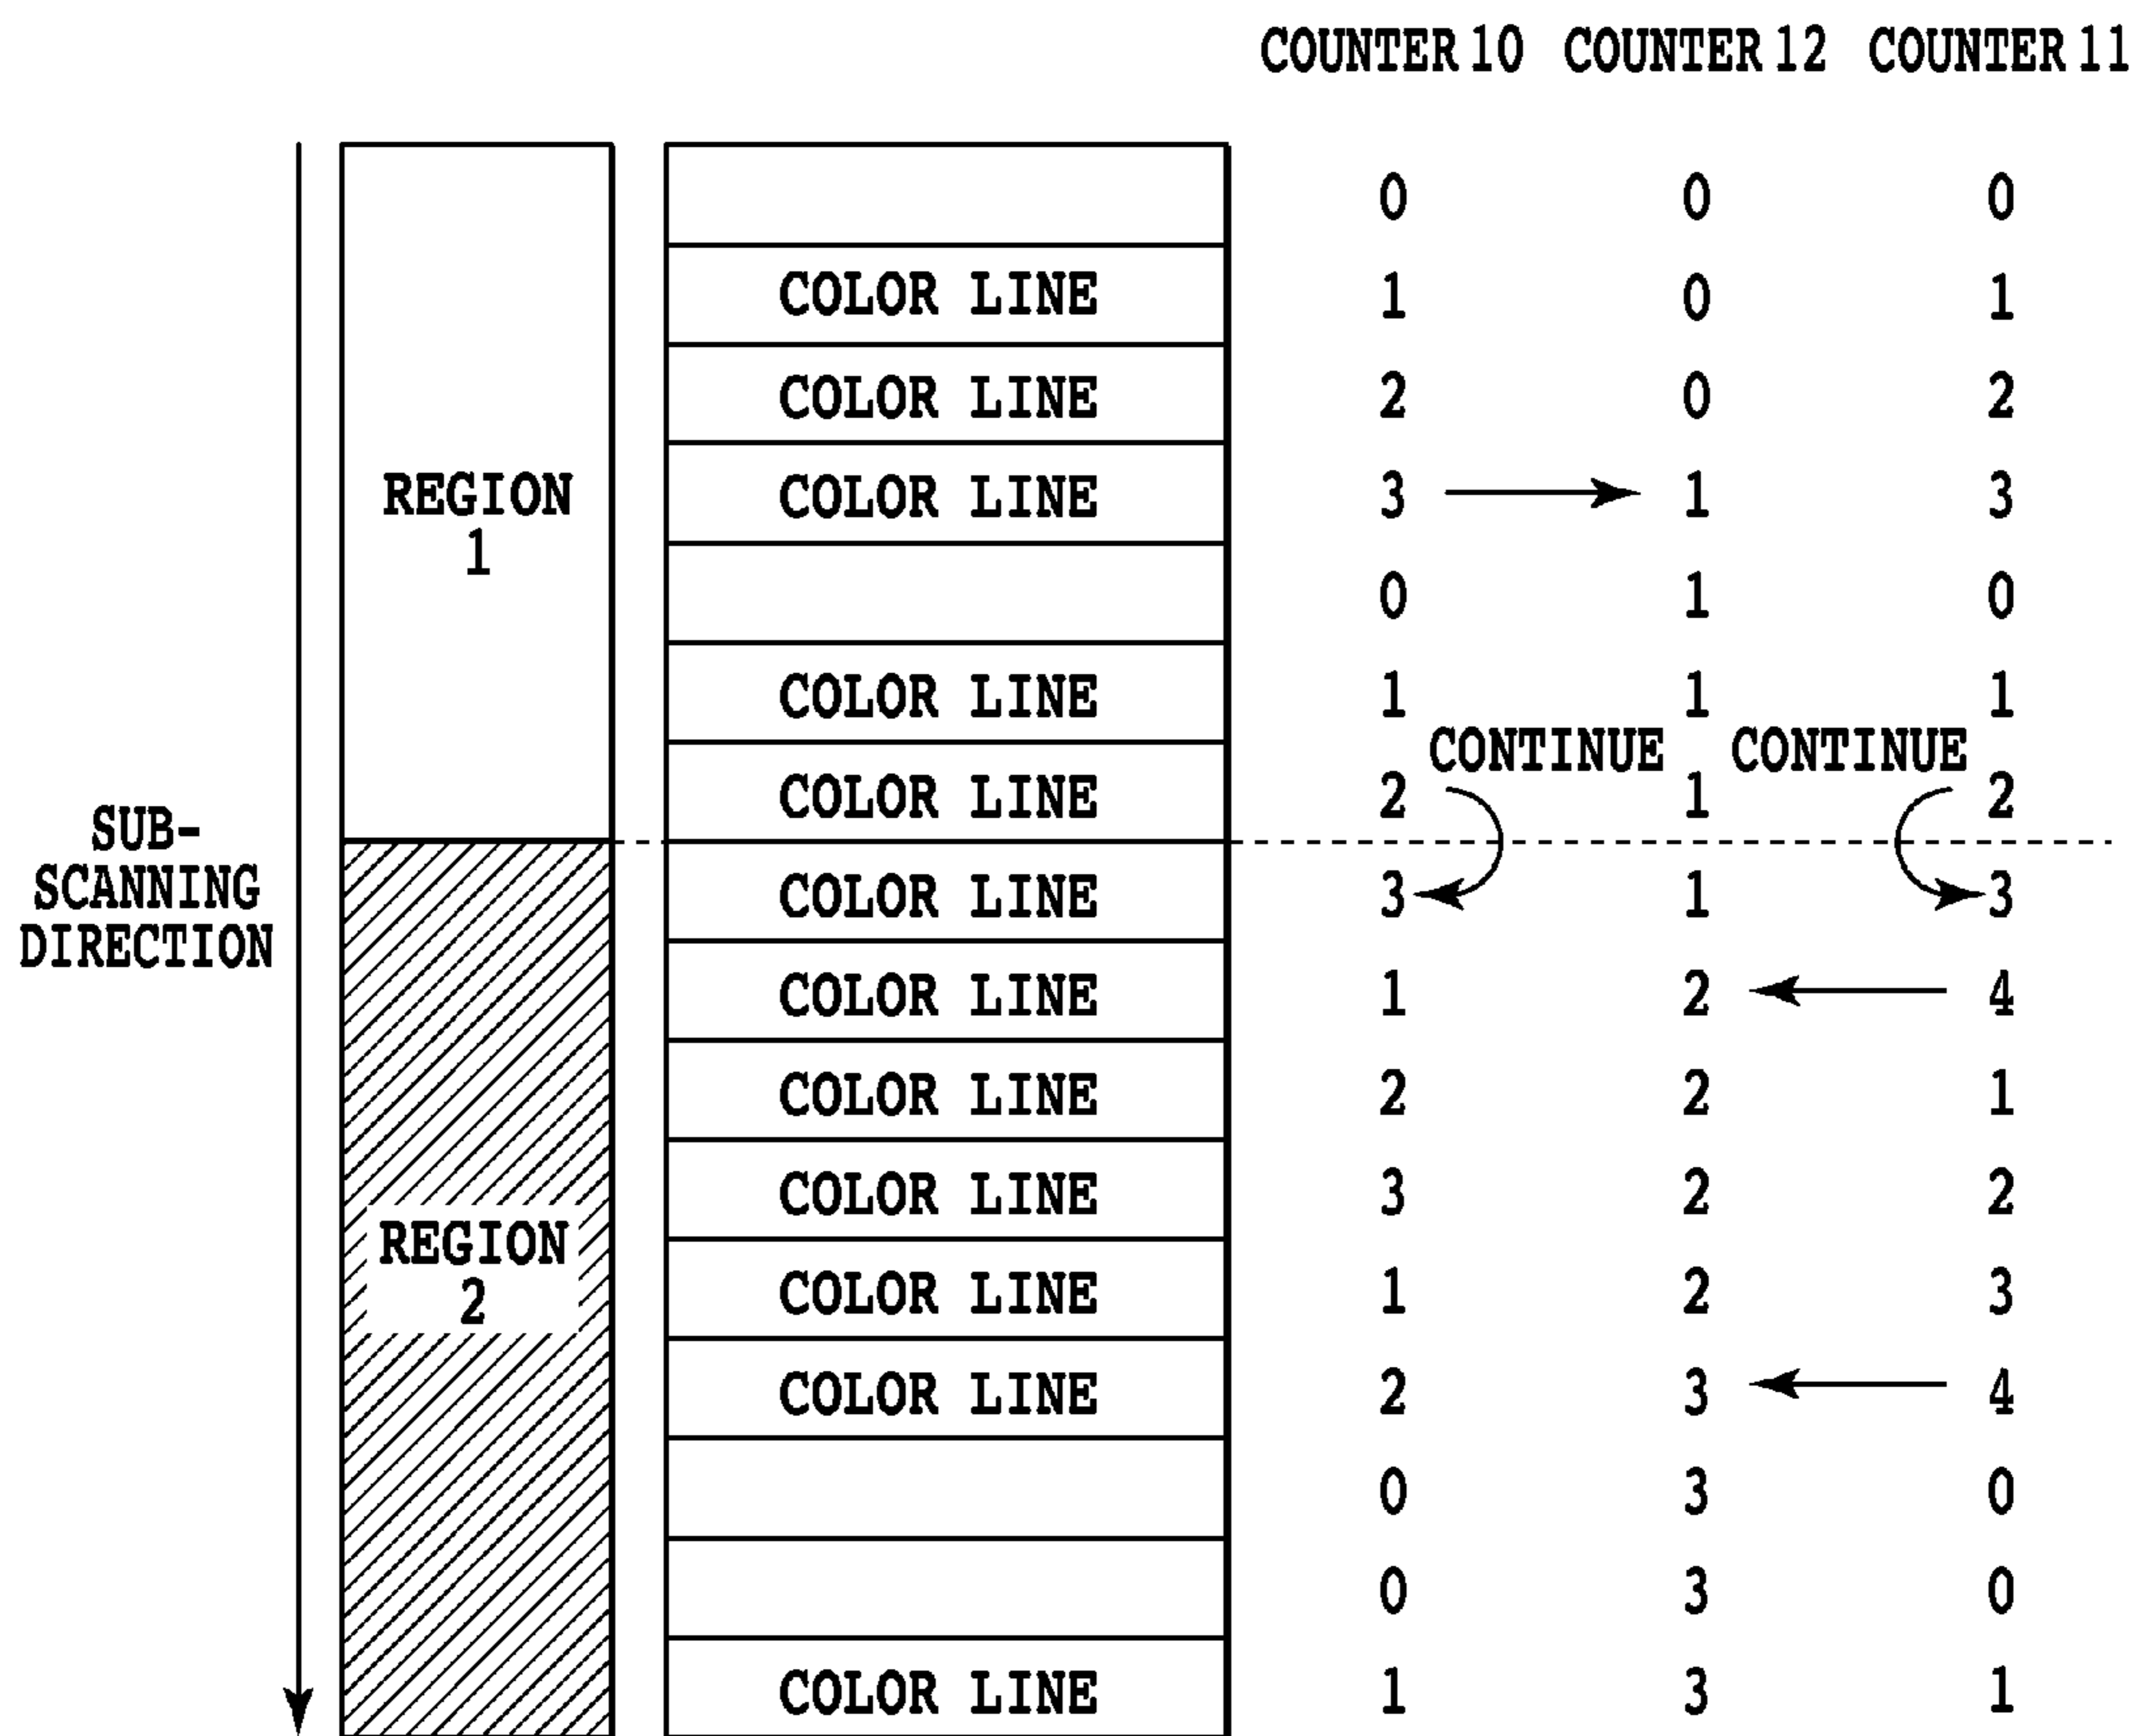 COUNTER 10 COUNTER 12 COUNTER 11
0 0 0
COLOR LINE 1 0 1
COLOR LINE 2 0 2
REGION
1
COLOR LINE 3 1 3
0 1 0
COLOR LINE 1 1 1
CONTINUE CONTINUE
COLOR LINE 2 1 2
SUB-
SCANNING
DIRECTION
COLOR LINE 3 1 3
COLOR LINE 1 2 4
COLOR LINE 2 2 1
COLOR LINE 3 2 2
REGION
2
COLOR LINE 1 2 3
COLOR LINE 2 3 4
0 3 0
0 3 0
COLOR LINE 1 3 1